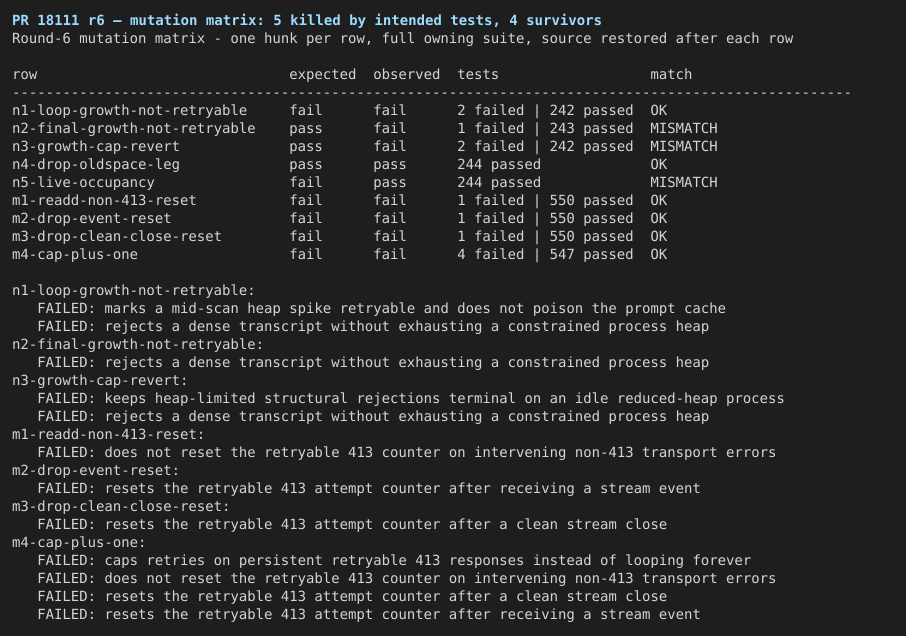 PR 18111 r6 — mutation matrix: 5 killed by intended tests, 4 survivors
Round-6 mutation matrix - one hunk per row, full owning suite, source restored after each row
row expected observed tests match
----------------------------------------------------------------------------------------------------
n1-loop-growth-not-retryable fail fail 2 failed | 242 passed OK
n2-final-growth-not-retryable pass fail 1 failed | 243 passed MISMATCH
n3-growth-cap-revert pass fail 2 failed | 242 passed MISMATCH
n4-drop-oldspace-leg pass pass 244 passed OK
n5-live-occupancy fail pass 244 passed MISMATCH
m1-readd-non-413-reset fail fail 1 failed | 550 passed OK
m2-drop-event-reset fail fail 1 failed | 550 passed OK
m3-drop-clean-close-reset fail fail 1 failed | 550 passed OK
m4-cap-plus-one fail fail 4 failed | 547 passed OK
n1-loop-growth-not-retryable:
FAILED: marks a mid-scan heap spike retryable and does not poison the prompt cache
FAILED: rejects a dense transcript without exhausting a constrained process heap
n2-final-growth-not-retryable:
FAILED: rejects a dense transcript without exhausting a constrained process heap
n3-growth-cap-revert:
FAILED: keeps heap-limited structural rejections terminal on an idle reduced-heap process
FAILED: rejects a dense transcript without exhausting a constrained process heap
m1-readd-non-413-reset:
FAILED: does not reset the retryable 413 counter on intervening non-413 transport errors
m2-drop-event-reset:
FAILED: resets the retryable 413 attempt counter after receiving a stream event
m3-drop-clean-close-reset:
FAILED: resets the retryable 413 attempt counter after a clean stream close
m4-cap-plus-one:
FAILED: caps retries on persistent retryable 413 responses instead of looping forever
FAILED: does not reset the retryable 413 counter on intervening non-413 transport errors
FAILED: resets the retryable 413 attempt counter after a clean stream close
FAILED: resets the retryable 413 attempt counter after receiving a stream event